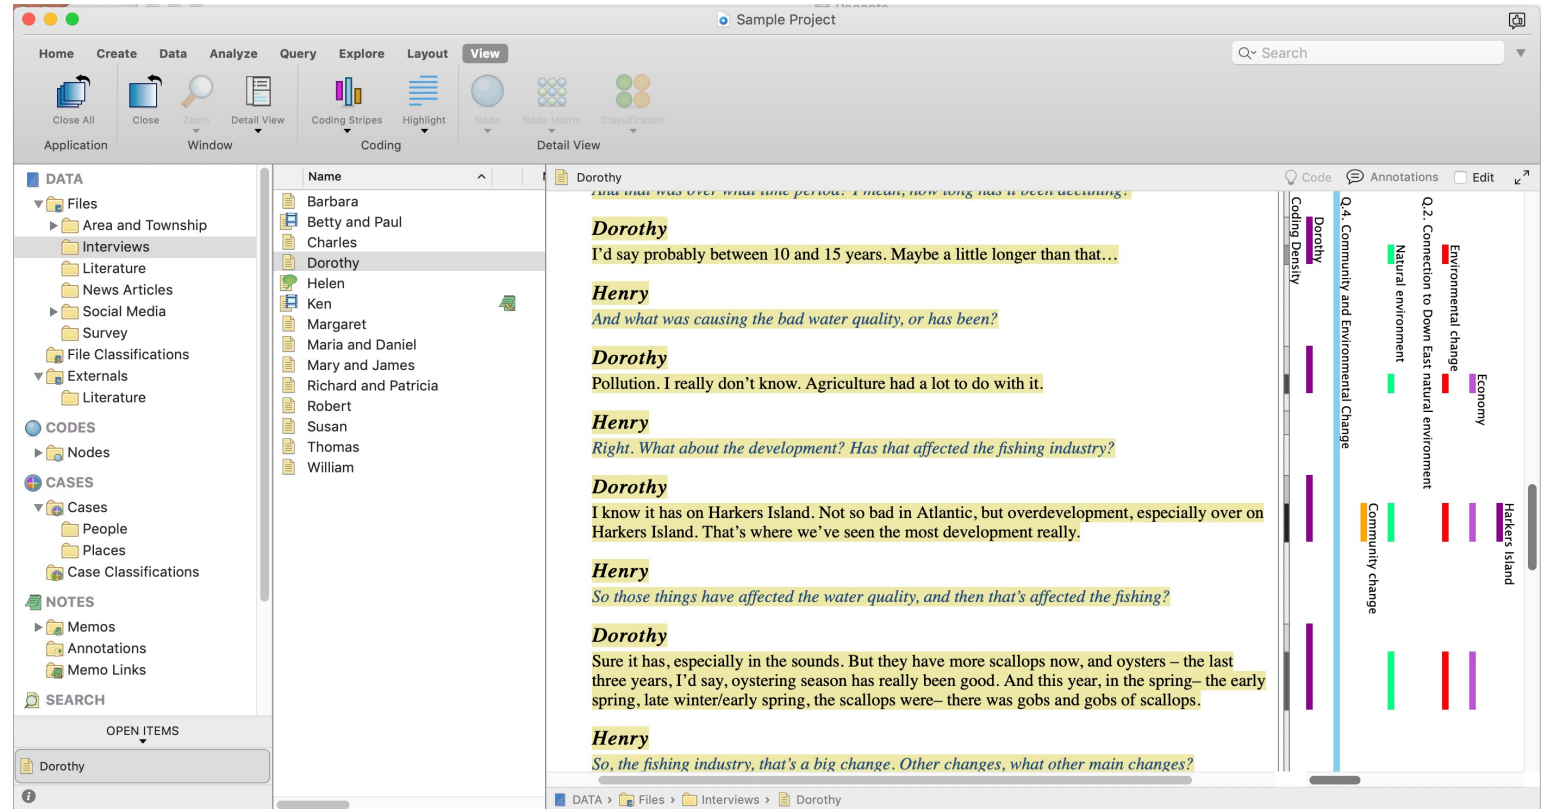 Sample Project
Home Create Data Analyze Query Explore Layout View
Search
Close All Close Zoom Detail View Coding Stripes Highlight Node Node Matrix Classification
Application Window Coding Detail View
DATA
Files
Area and Township
Interviews
Literature
News Articles
Social Media
Survey
File Classifications
Externals
Literature
CODES
Nodes
CASES
Cases
People
Places
Case Classifications
NOTES
Memos
Annotations
Memo Links
SEARCH
OPEN ITEMS
Dorothy
Name
Barbara
Betty and Paul
Charles
Dorothy
Helen
Ken
Margaret
Maria and Daniel
Mary and James
Richard and Patricia
Robert
Susan
Thomas
William
Dorothy
Code Annotations Edit
And that was over what time period? I mean, how long has it been declining?
Dorothy
I'd say probably between 10 and 15 years. Maybe a little longer than that…
Henry
And what was causing the bad water quality, or has been?
Dorothy
Pollution. I really don't know. Agriculture had a lot to do with it.
Henry
Right. What about the development? Has that affected the fishing industry?
Dorothy
I know it has on Harkers Island. Not so bad in Atlantic, but overdevelopment, especially over on
Harkers Island. That's where we've seen the most development really.
Henry
So those things have affected the water quality, and then that's affected the fishing?
Dorothy
Sure it has, especially in the sounds. But they have more scallops now, and oysters – the last
three years, I'd say, oystering season has really been good. And this year, in the spring– the early
spring, late winter/early spring, the scallops were– there was gobs and gobs of scallops.
Henry
So, the fishing industry, that's a big change. Other changes, what other main changes?
Coding Density
Dorothy
Q.4. Community and Environmental Change
Community change
Natural environment
Q.2. Connection to Down East natural environment
Environmental change
Economy
Harkers Island
DATA › Files › Interviews › Dorothy